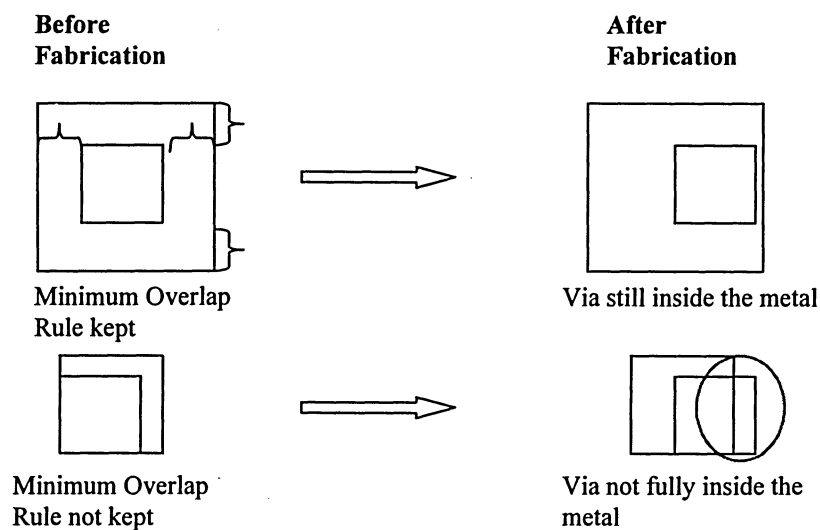 Before
Fabrication
After
Fabrication
Minimum Overlap
Rule kept
Via still inside the metal
Minimum Overlap
Rule not kept
Via not fully inside the
metal